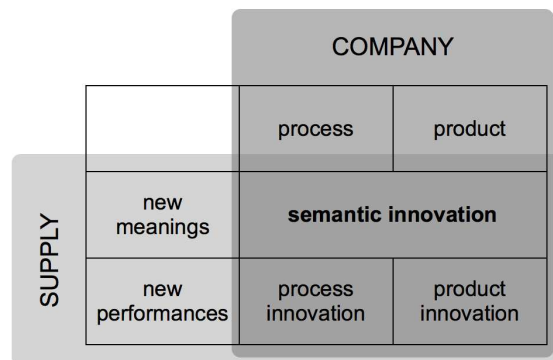 COMPANY
process product
new
meanings
semantic innovation
SUPPLY
new
performances
process
innovation
product
innovation